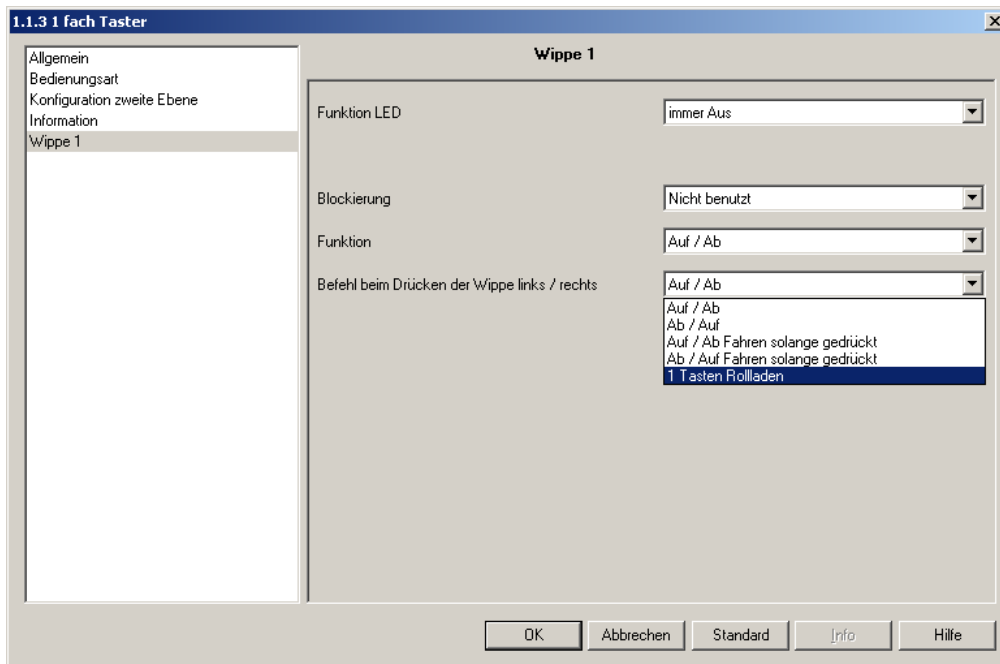 1.1.3 1 fach Taster
Allgemein
Bedienungsart
Konfiguration zweite Ebene
Information
Wippe 1
Wippe 1
Funktion LED
immer Aus
Blockierung
Nicht benutzt
Funktion
Auf / Ab
Befehl beim Drücken der Wippe links / rechts
Auf / Ab
Auf / Ab
Ab / Auf
Auf / Ab Fahren solange gedrückt
Ab / Auf Fahren solange gedrückt
1 Tasten Rollladen
OK
Abbrechen
Standard
Info
Hilfe